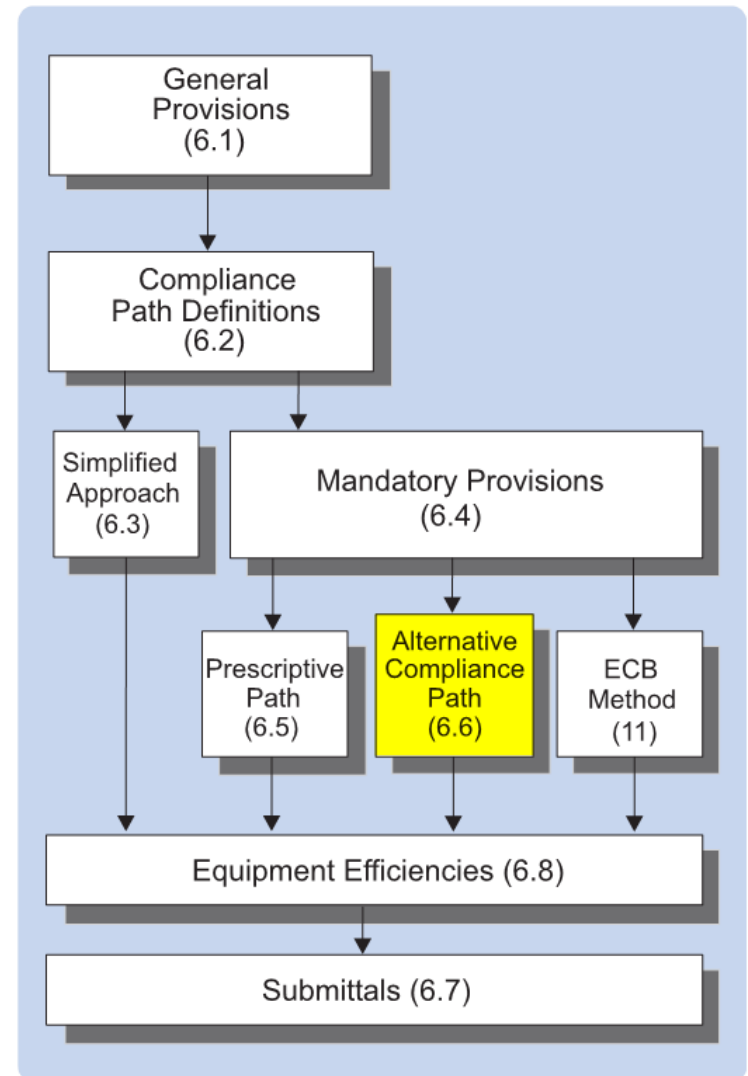 General
Provisions
(6.1)
Compliance
Path Definitions
(6.2)
Simplified
Approach
(6.3)
Mandatory Provisions
(6.4)
Prescriptive
Path
(6.5)
Alternative
Compliance
Path
(6.6)
ECB
Method
(11)
Equipment Efficiencies (6.8)
Submittals (6.7)